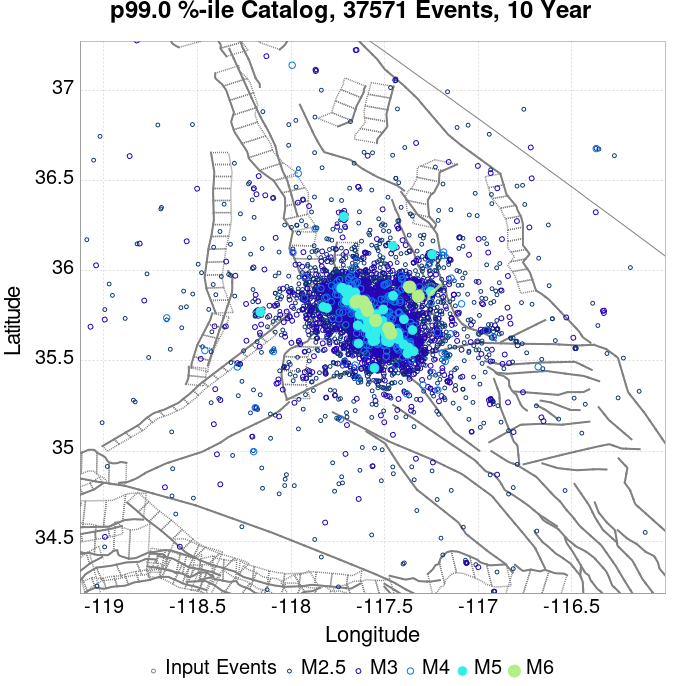 p99.0 %-ile Catalog, 37571 Events, 10 Year
37
36.5
36
35.5
35
34.5
Latitude
-119 -118.5 -118 -117.5 -117 -116.5
Longitude
Input Events M2.5 M3 M4 M5 M6